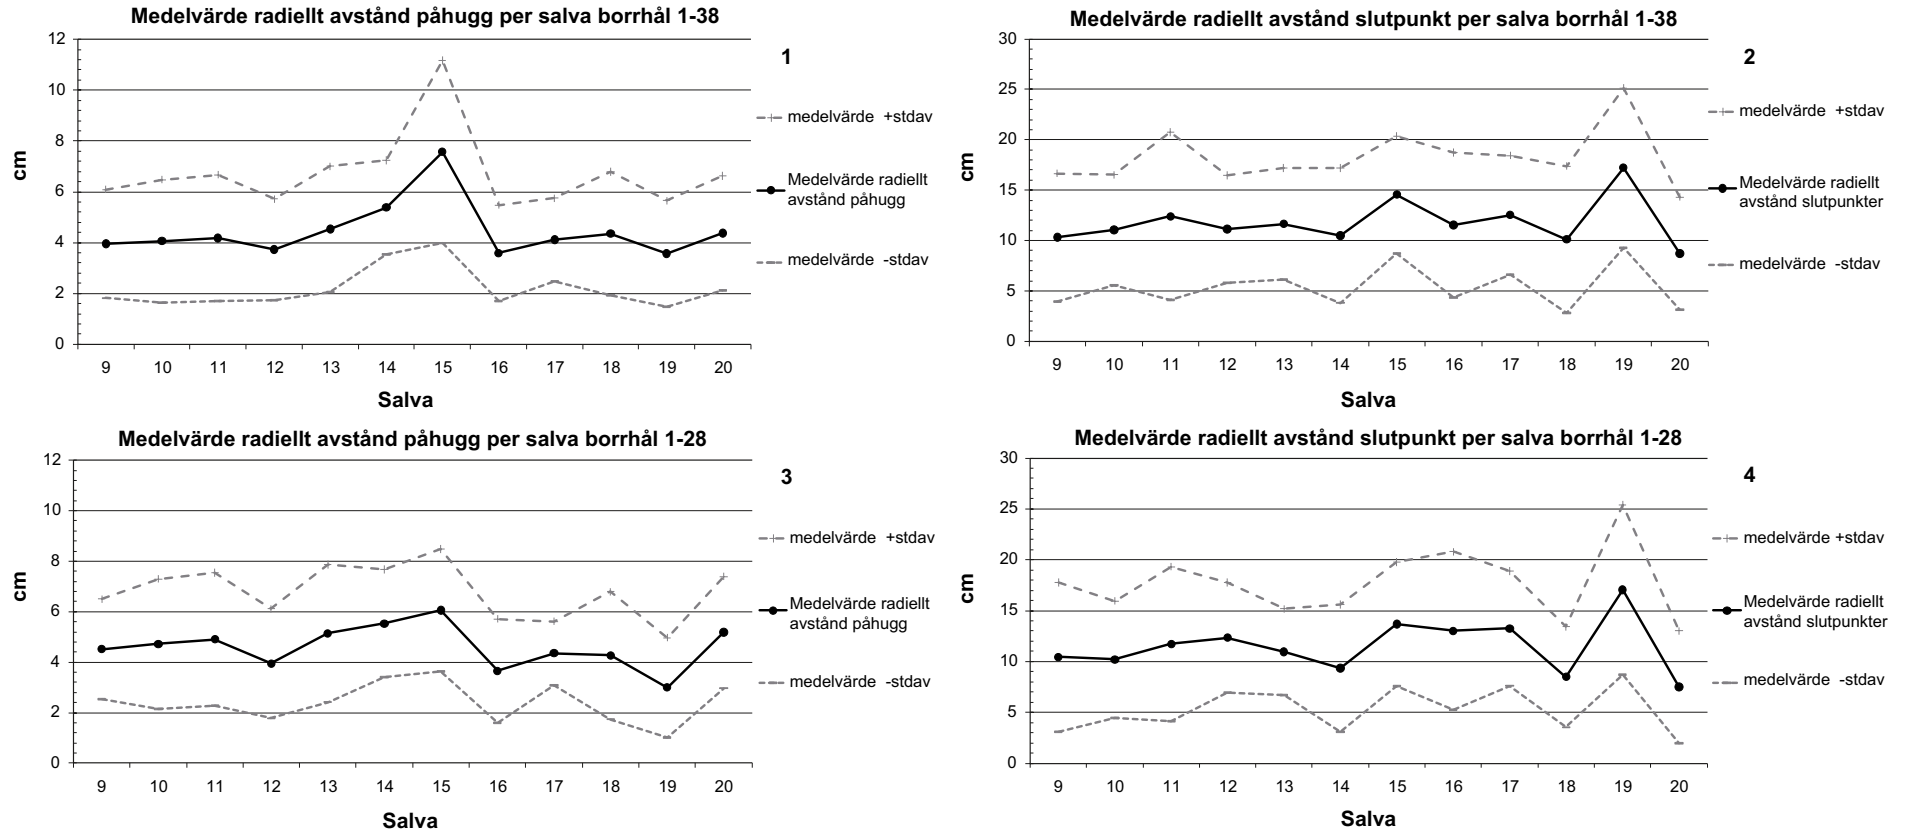 Medelvärde radiellt avstånd påhugg per salva borrhål 1-38
12
10
8
6
4
2
0
cm
9 10 11 12 13 14 15 16 17 18 19 20
Salva
1
medelvärde +stdav
Medelvärde radiellt
avstånd påhugg
medelvärde -stdav
Medelvärde radiellt avstånd slutpunkt per salva borrhål 1-38
30
25
20
15
10
5
0
cm
9 10 11 12 13 14 15 16 17 18 19 20
Salva
2
medelvärde +stdav
Medelvärde radiellt
avstånd slutpunkter
medelvärde -stdav
Medelvärde radiellt avstånd påhugg per salva borrhål 1-28
12
10
8
6
4
2
0
cm
9 10 11 12 13 14 15 16 17 18 19 20
Salva
3
medelvärde +stdav
Medelvärde radiellt
avstånd påhugg
medelvärde -stdav
Medelvärde radiellt avstånd slutpunkt per salva borrhål 1-28
30
25
20
15
10
5
0
cm
9 10 11 12 13 14 15 16 17 18 19 20
Salva
4
medelvärde +stdav
Medelvärde radiellt
avstånd slutpunkter
medelvärde -stdav